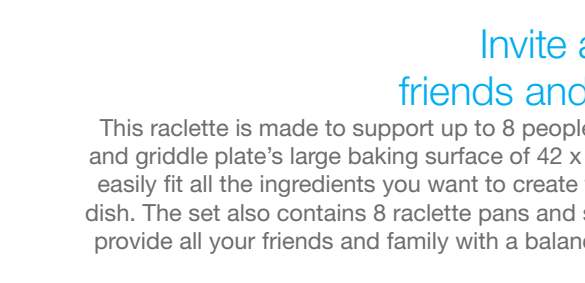 Invite
friends and
This raclette is made to support up to 8 people
and griddle plate's large baking surface of 42 x
easily fit all the ingredients you want to create
dish. The set also contains 8 raclette pans and
provide all your friends and family with a